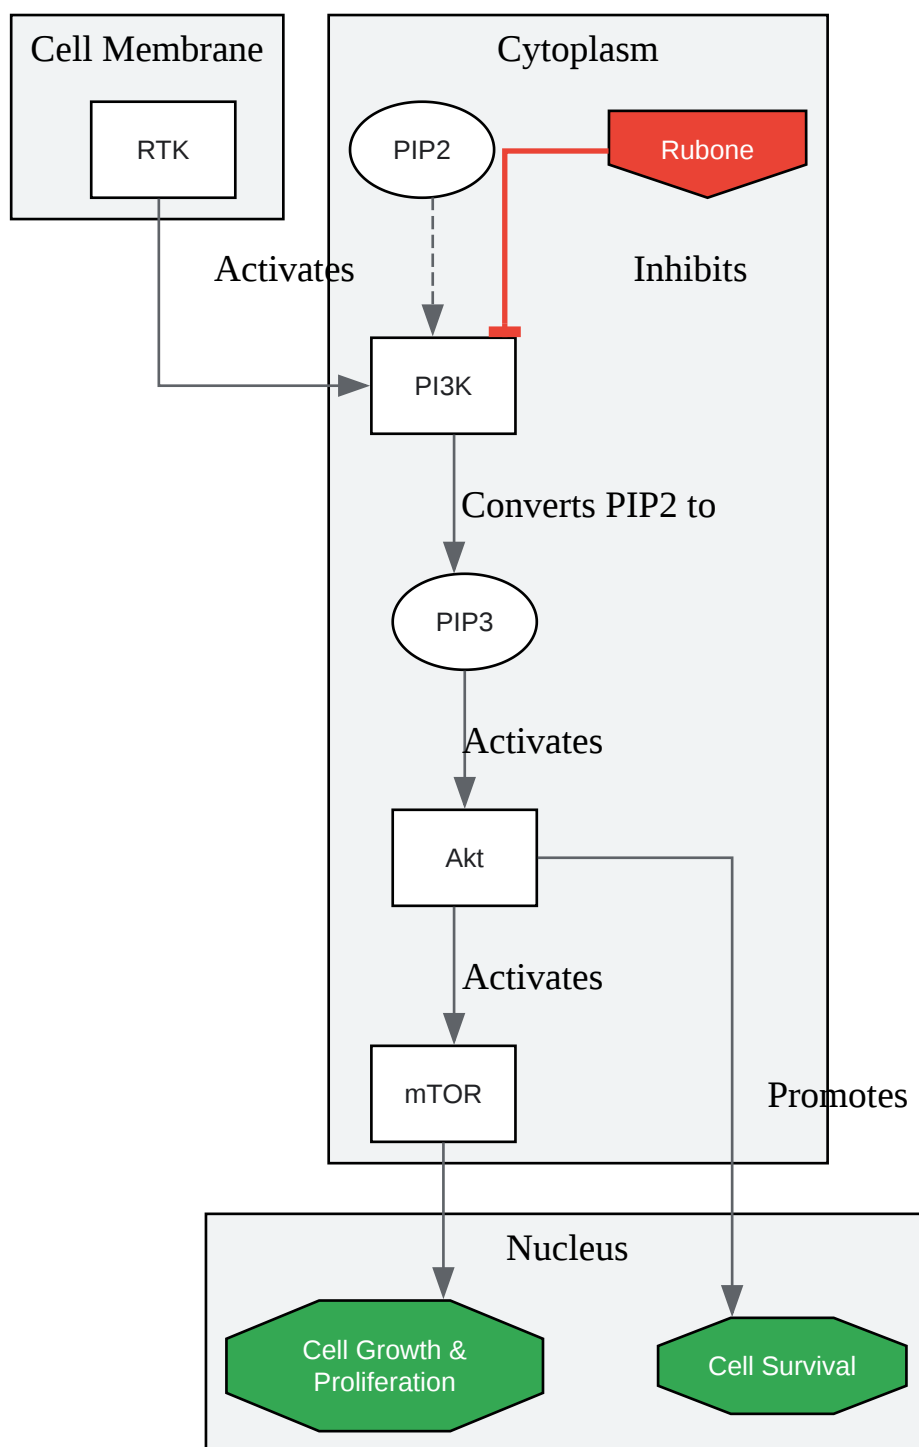 Cell Membrane
Cytoplasm
RTK
PIP2
Rubone
Activates
Inhibits
PI3K
Converts PIP2 to
PIP3
Activates
Akt
Activates
mTOR
Promotes
Nucleus
Cell Growth &
Proliferation
Cell Survival